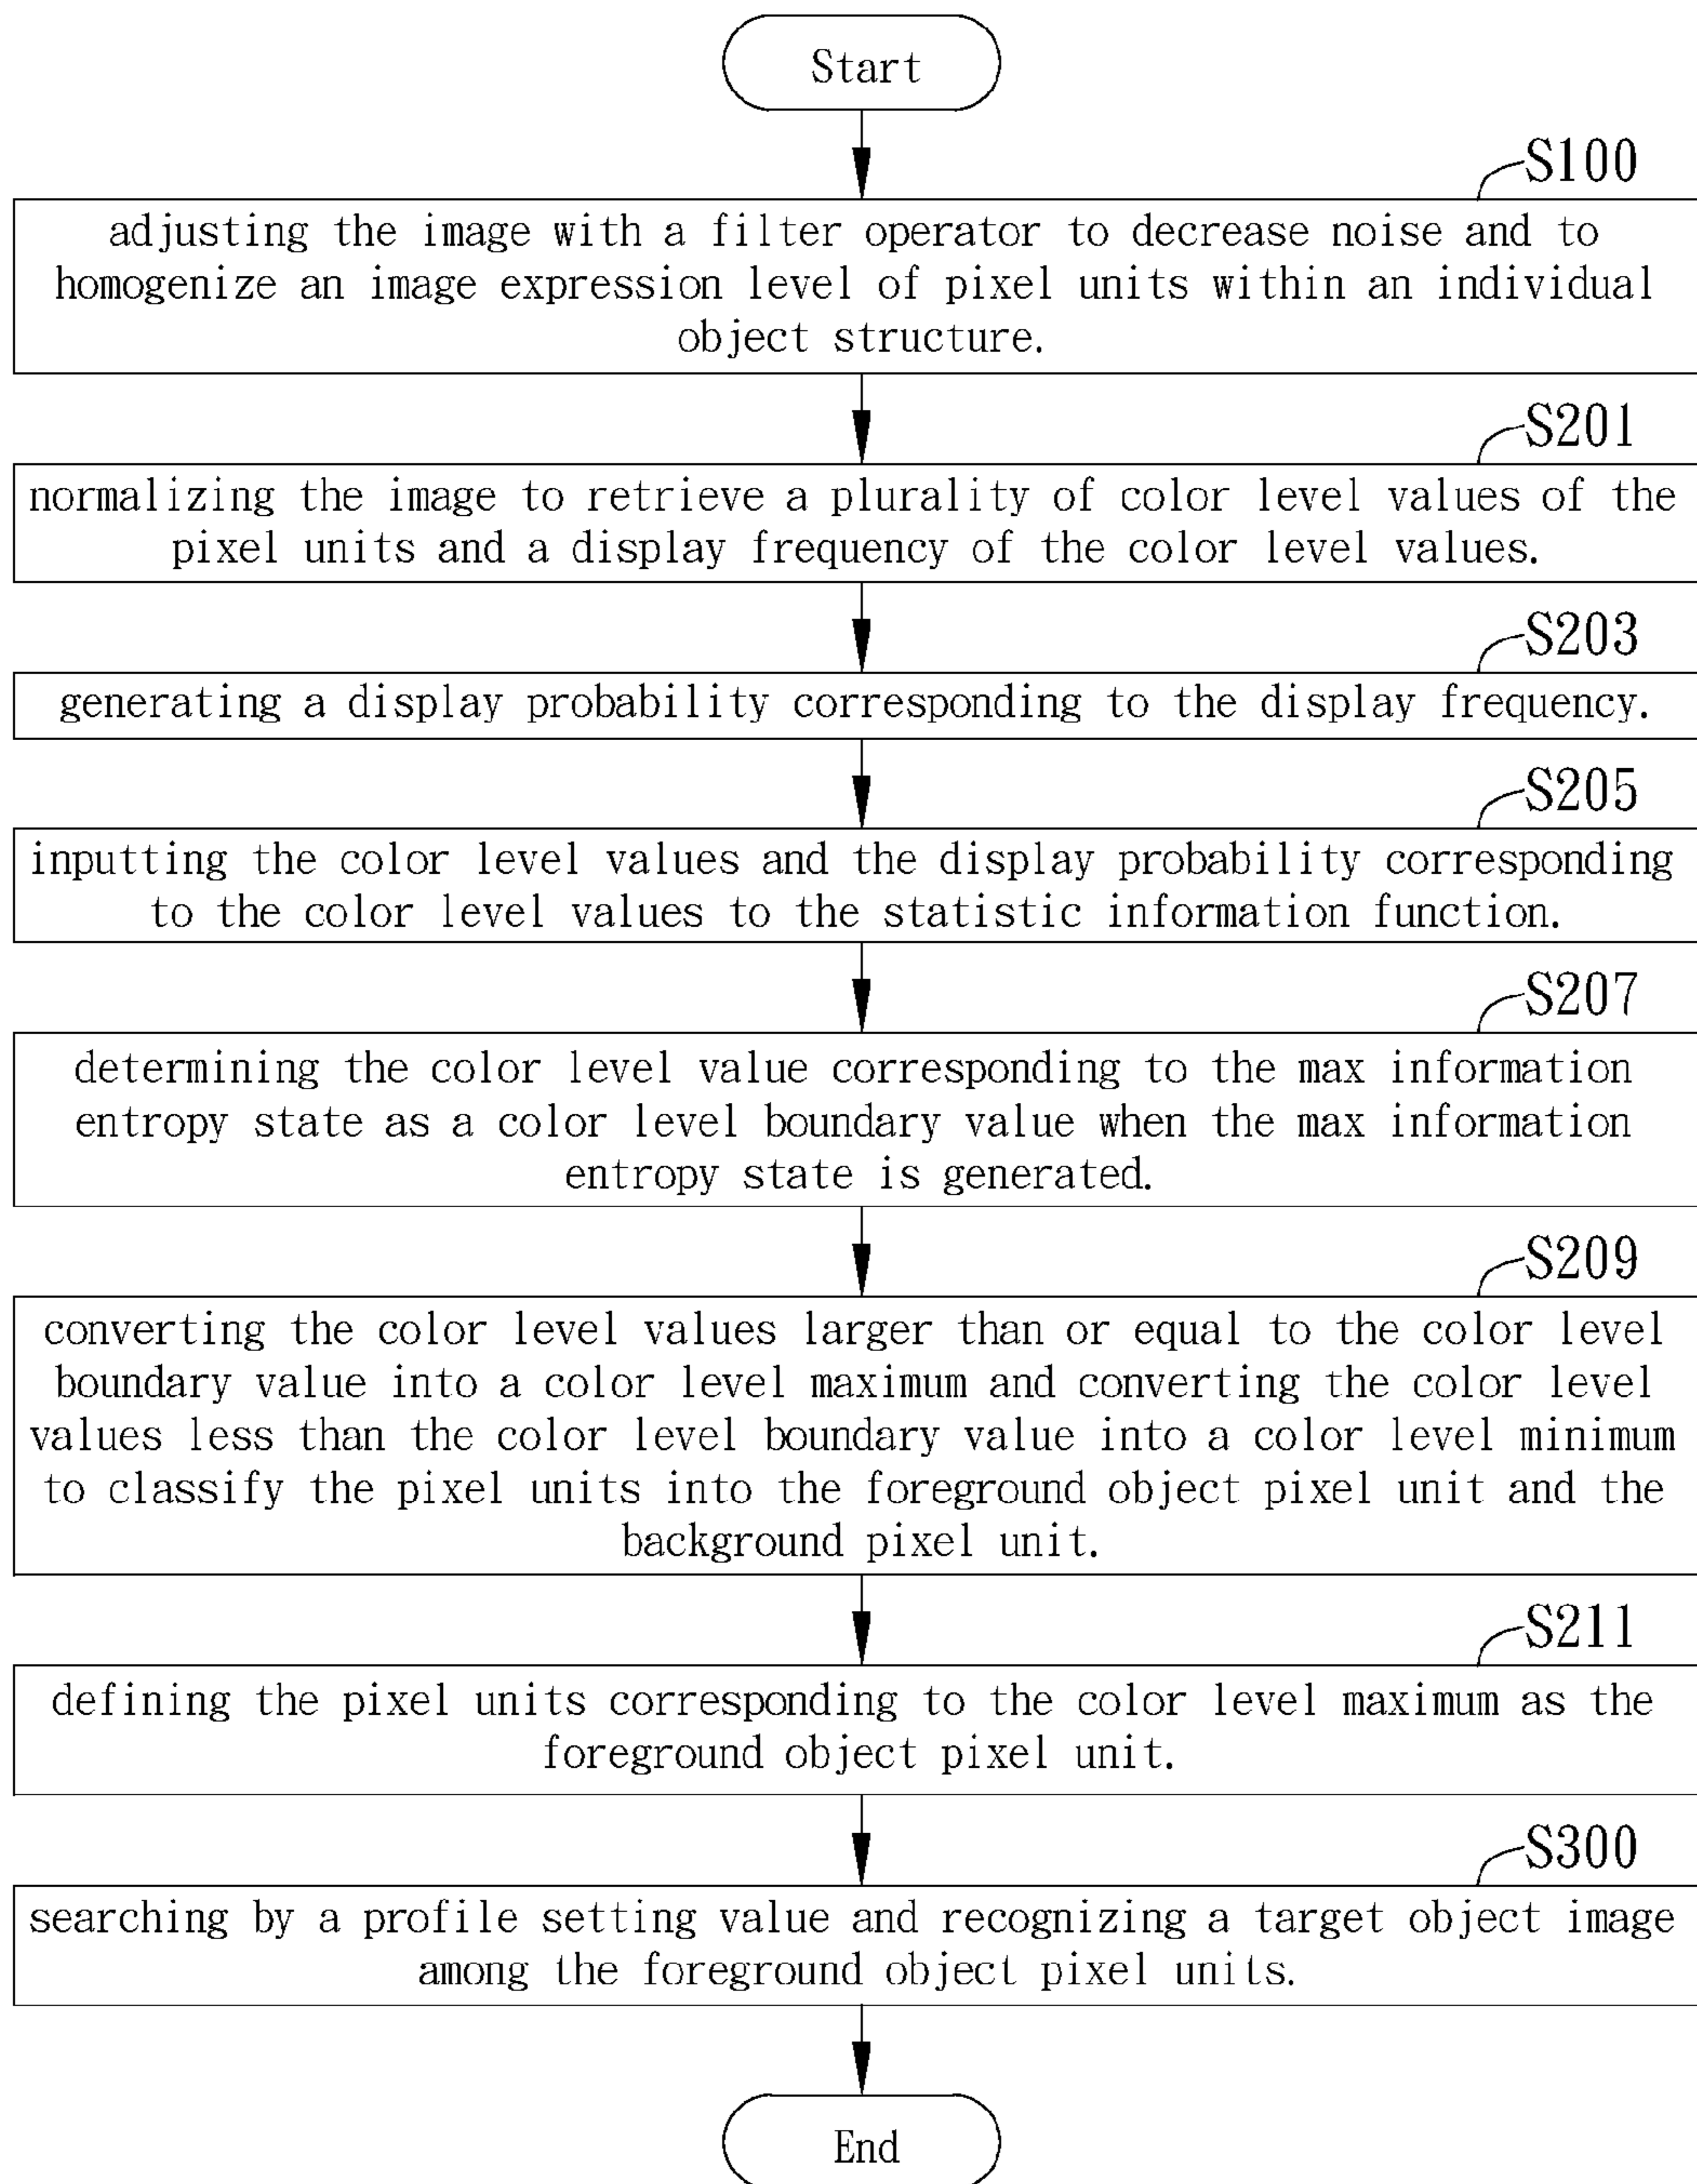 Start
S100
adjusting the image with a filter operator to decrease noise and to
homogenize an image expression level of pixel units within an individual
object structure.
S201
normalizing the image to retrieve a plurality of color level values of the
pixel units and a display frequency of the color level values.
S203
generating a display probability corresponding to the display frequency.
S205
inputting the color level values and the display probability corresponding
to the color level values to the statistic information function.
S207
determining the color level value corresponding to the max information
entropy state as a color level boundary value when the max information
entropy state is generated.
S209
converting the color level values larger than or equal to the color level
boundary value into a color level maximum and converting the color level
values less than the color level boundary value into a color level minimum
to classify the pixel units into the foreground object pixel unit and the
background pixel unit.
S211
defining the pixel units corresponding to the color level maximum as the
foreground object pixel unit.
S300
searching by a profile setting value and recognizing a target object image
among the foreground object pixel units.
End